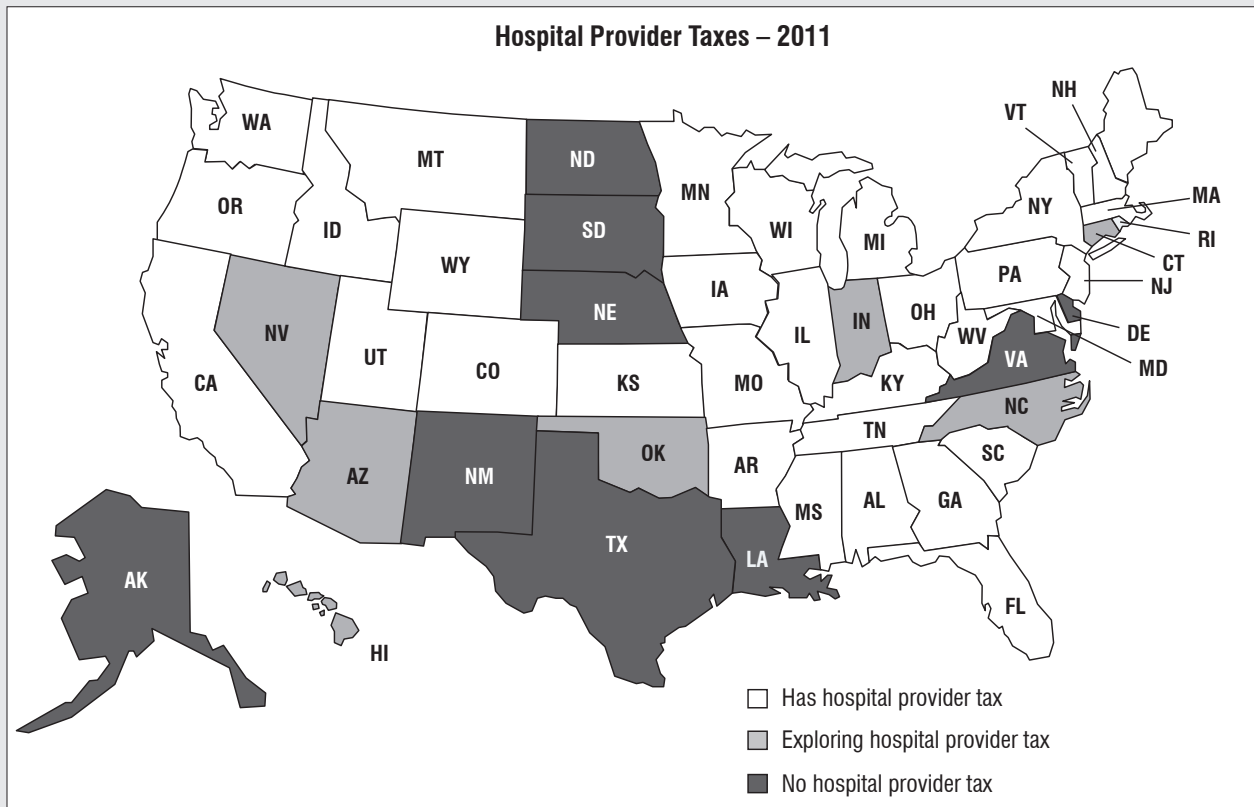 Hospital Provider Taxes – 2011
NH
VT
WA
MT
ND
MN
OR
ID
SD
WI
MI
NY
MA
RI
CT
WY
IA
PA
NJ
NE
OH
DE
MD
NV
UT
CO
IL
IN
WV
VA
CA
KS
MO
KY
NC
AZ
NM
OK
AR
TN
SC
MS
AL
GA
TX
LA
AK
FL
HI
Has hospital provider tax
Exploring hospital provider tax
No hospital provider tax